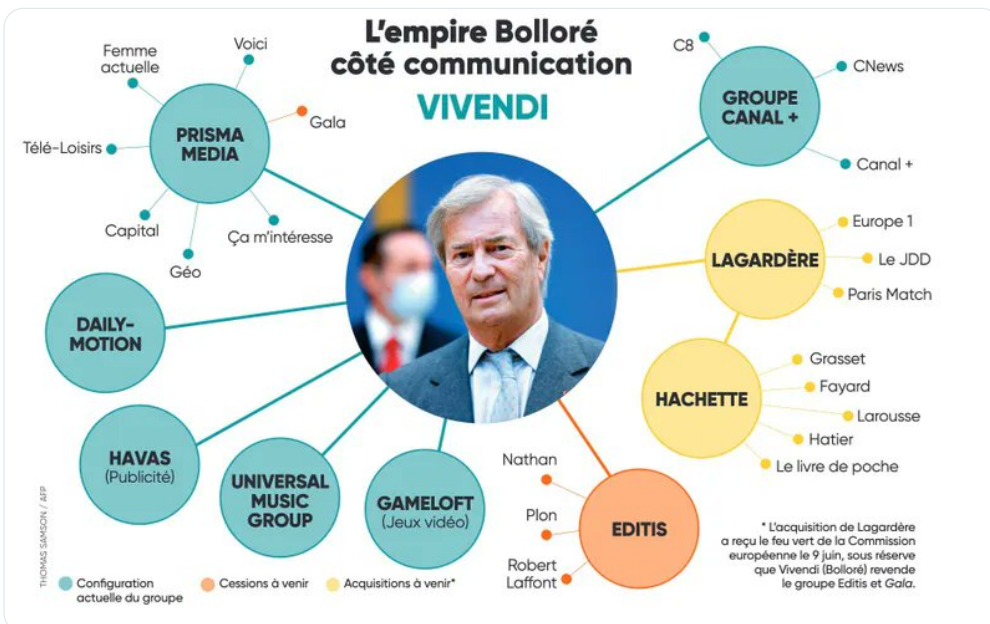 L'empire Bolloré
côté communication
VIVENDI
Femme
actuelle
Voici
Gala
Télé-Loisirs
PRISMA
MEDIA
Capital
Géo
Ça m'intéresse
C8
CNews
GROUPE
CANAL +
Canal +
LAGARDÈRE
Europe 1
Le JDD
Paris Match
HACHETTE
Grasset
Fayard
Larousse
Hatier
Le livre de poche
DAILY-
MOTION
HAVAS
(Publicité)
UNIVERSAL
MUSIC
GROUP
GAMELOFT
(Jeux vidéo)
Nathan
Plon
Robert
Laffont
EDITIS
* L'acquisition de Lagardère
a reçu le feu vert de la Commission
européenne le 9 juin, sous réserve
que Vivendi (Bolloré) revende
le groupe Editis et Gala.
THOMAS SAMSON / AFP
Configuration
actuelle du groupe
Cessions à venir
Acquisitions à venir*